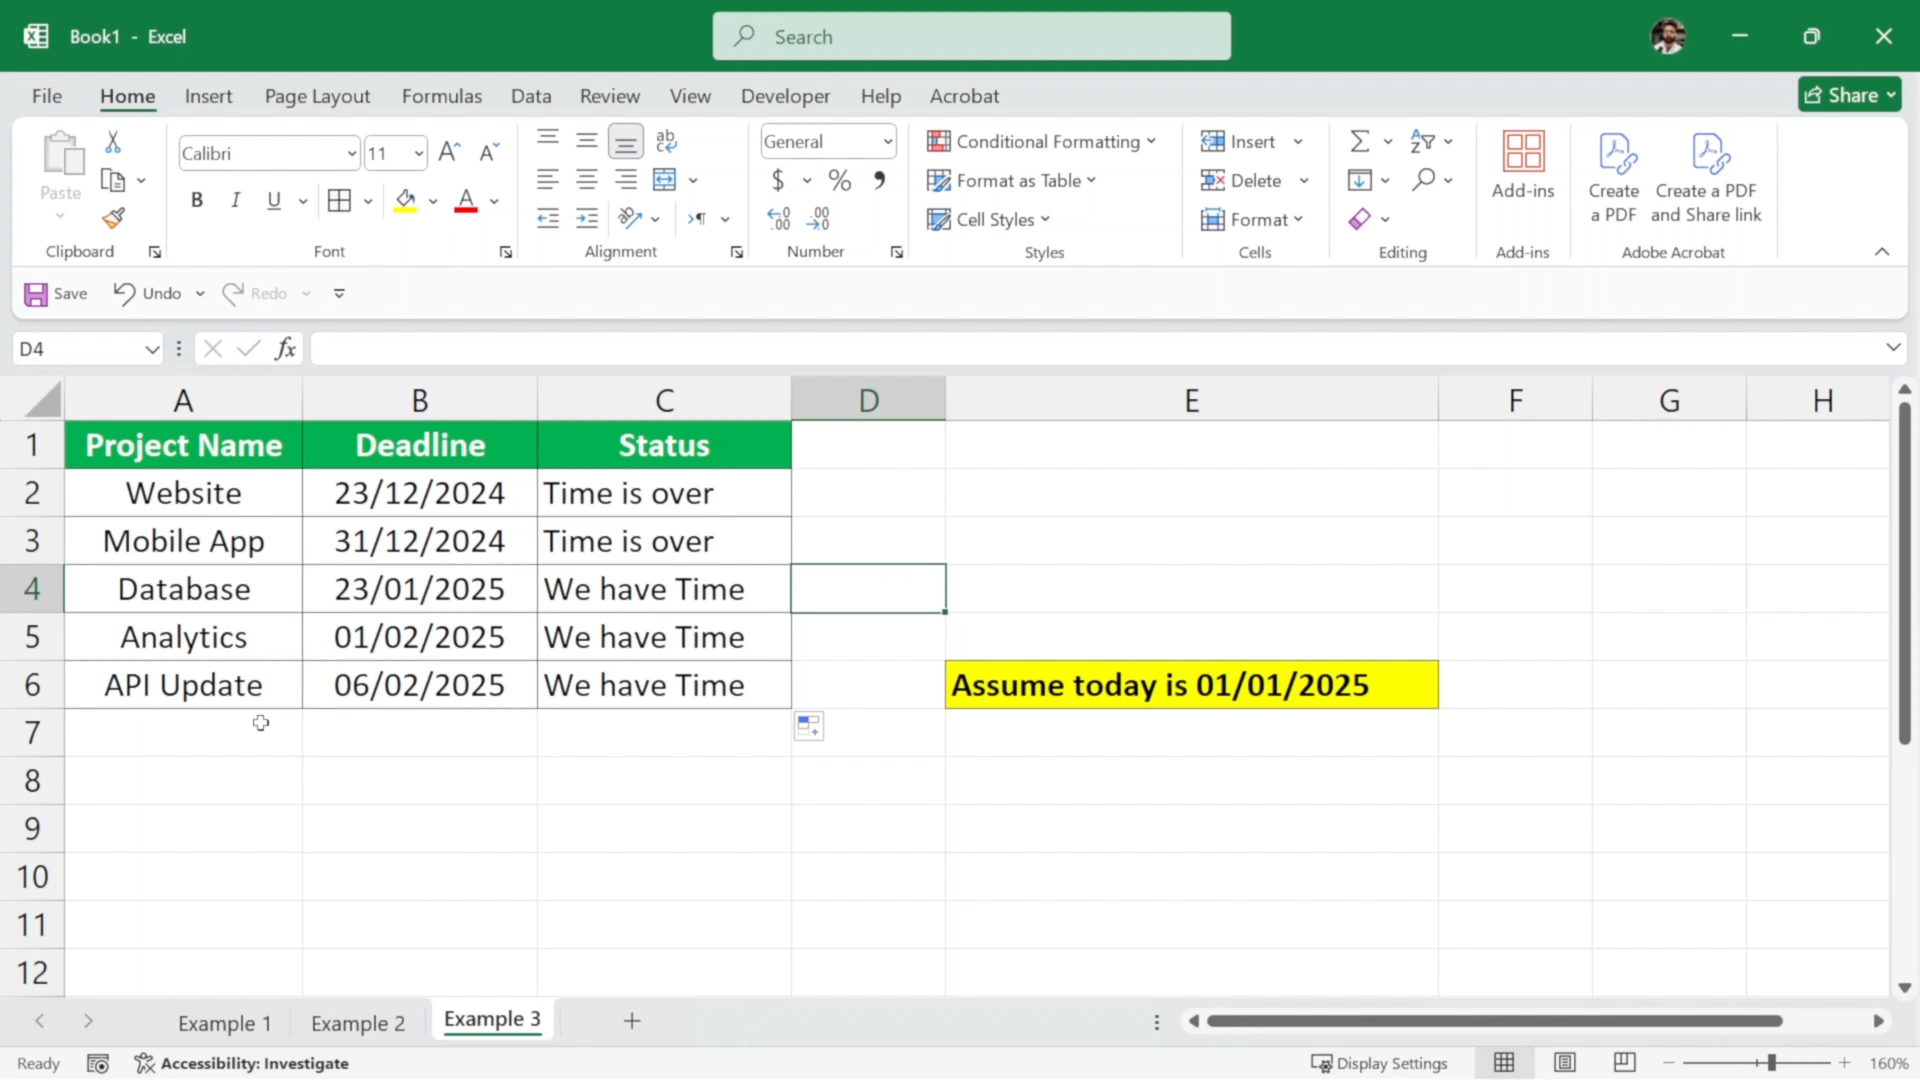 Book1 - Excel
Search
File Home Insert Page Layout Formulas Data Review View Developer Help Acrobat
Share
Paste
Clipboard
Calibri 11
B I U A
Font
ab
Alignment
General
$ % 9
Number
Conditional Formatting
Format as Table
Cell Styles
Styles
Insert
Delete
Format
Cells
Editing
Add-ins
Add-ins
Create a PDF
Create a PDF and Share link
Adobe Acrobat
Save Undo Redo
D4 fx
A B C D E F G H
1 Project Name Deadline Status
2 Website 23/12/2024 Time is over
3 Mobile App 31/12/2024 Time is over
4 Database 23/01/2025 We have Time
5 Analytics 01/02/2025 We have Time
6 API Update 06/02/2025 We have Time Assume today is 01/01/2025
7
8
9
10
11
12
Example 1 Example 2 Example 3
Ready Accessibility: Investigate Display Settings 160%